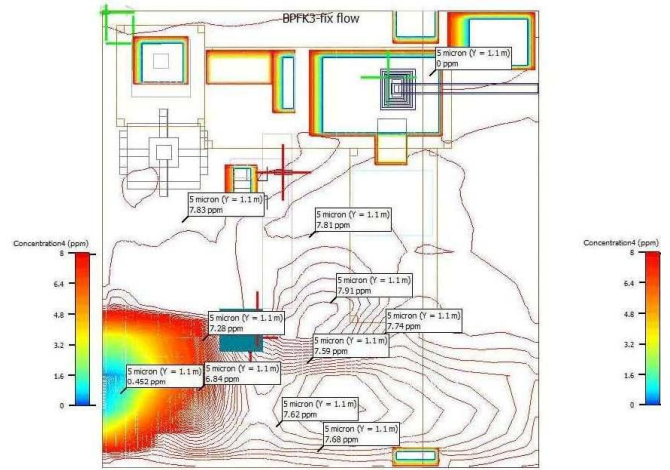 BPFK3-fix flow
5 micron (Y = 1.1 m)
0 ppm
5 micron (Y = 1.1 m)
7.83 ppm
5 micron (Y = 1.1 m)
7.81 ppm
Concentration4 (ppm)
8
6.4
4.8
3.2
1.6
0
Concentration4 (ppm)
8
6.4
4.8
3.2
1.6
0
5 micron (Y = 1.1 m)
7.91 ppm
5 micron (Y = 1.1 m)
7.28 ppm
5 micron (Y = 1.1 m)
7.74 ppm
5 micron (Y = 1.1 m)
7.59 ppm
5 micron (Y = 1.1 m)
0.452 ppm
5 micron (Y = 1.1 m)
6.84 ppm
5 micron (Y = 1.1 m)
7.62 ppm
5 micron (Y = 1.1 m)
7.68 ppm